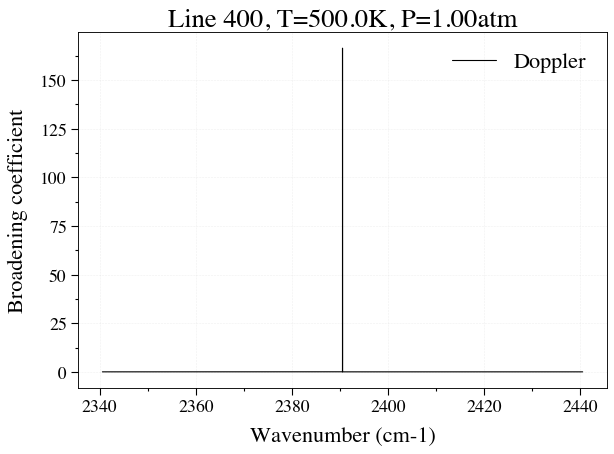 Line 400, T=500.0K, P=1.00atm
Doppler
Broadening coefficient
150
125
100
75
50
25
0
2340 2360 2380 2400 2420 2440
Wavenumber (cm-1)